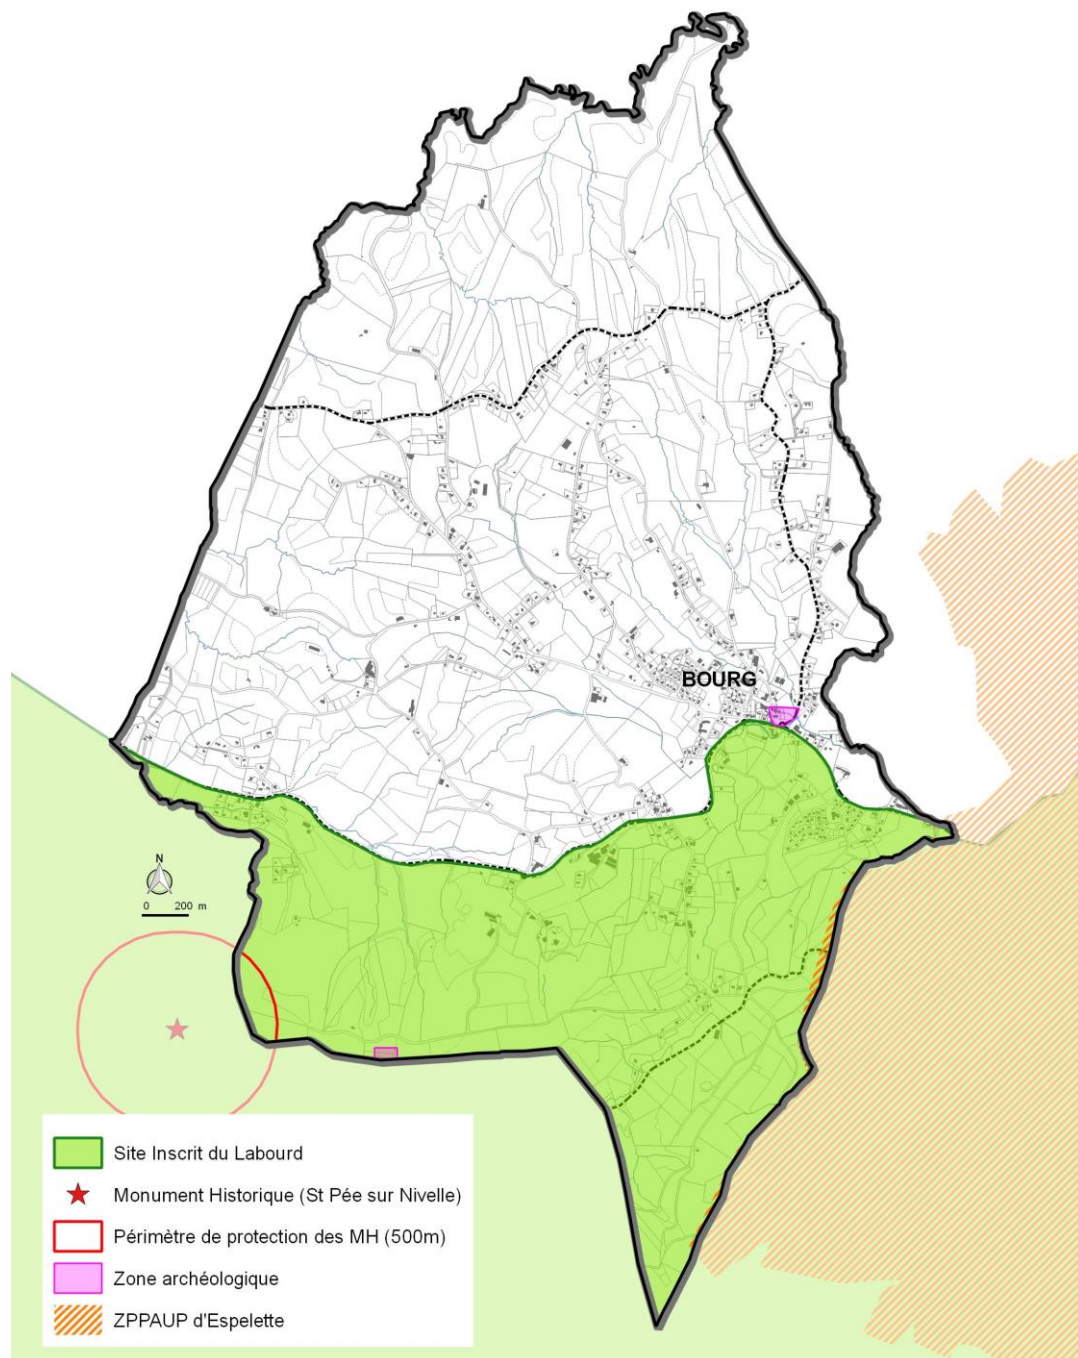 BOURG
N
0 200 m
Site Inscrit du Labourd
Monument Historique (St Pée sur Nivelle)
Périmètre de protection des MH (500m)
Zone archéologique
ZPPAUP d'Espelette